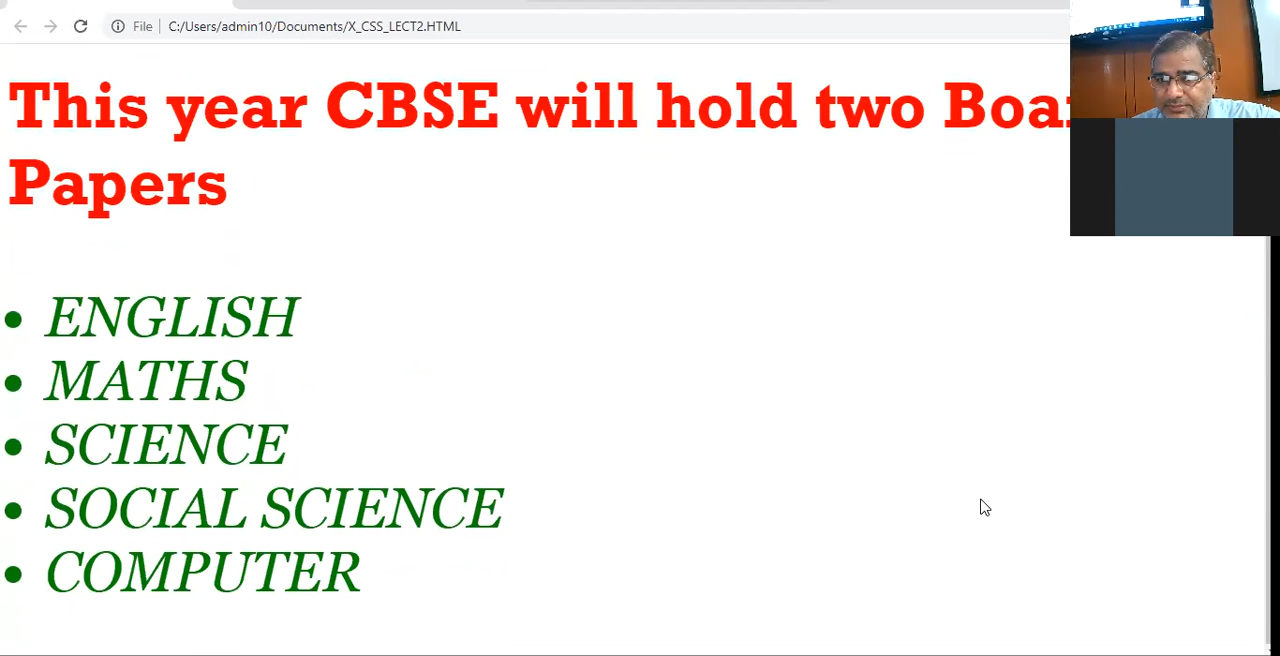 File C:/Users/admin10/Documents/X_CSS_LECT2.HTML
This year CBSE will hold two
Papers
ENGLISH
MATHS
SCIENCE
SOCIAL SCIENCE
COMPUTER